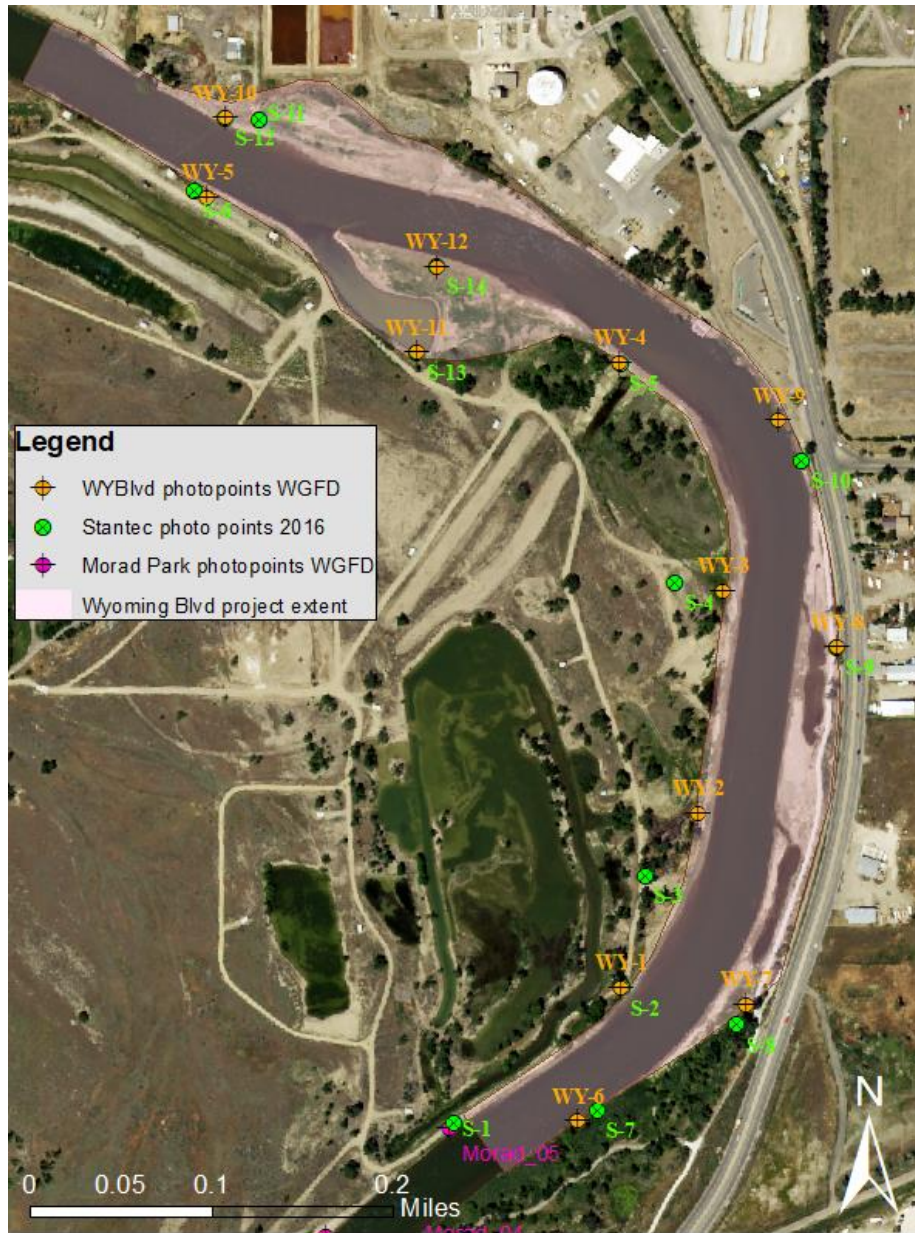 WY-10
S-11
S-12
WY-5
S-6
WY-12
S-14
WY-11
S-13
WY-4
S-5
WY-9
S-10
Legend
WYBlvd photopoints WGFD
Stantec photo points 2016
Morad Park photopoints WGFD
Wyoming Blvd project extent
WY-3
S-4
WY-8
WY-2
S-3
WY-1
S-2
WY-7
WY-6
S-7
S-1
Morad_05
N
0 0.05 0.1 0.2
Miles